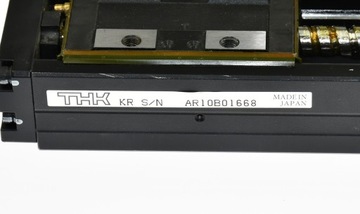 THK KR S/N AR10B01668 MADE IN
JAPAN